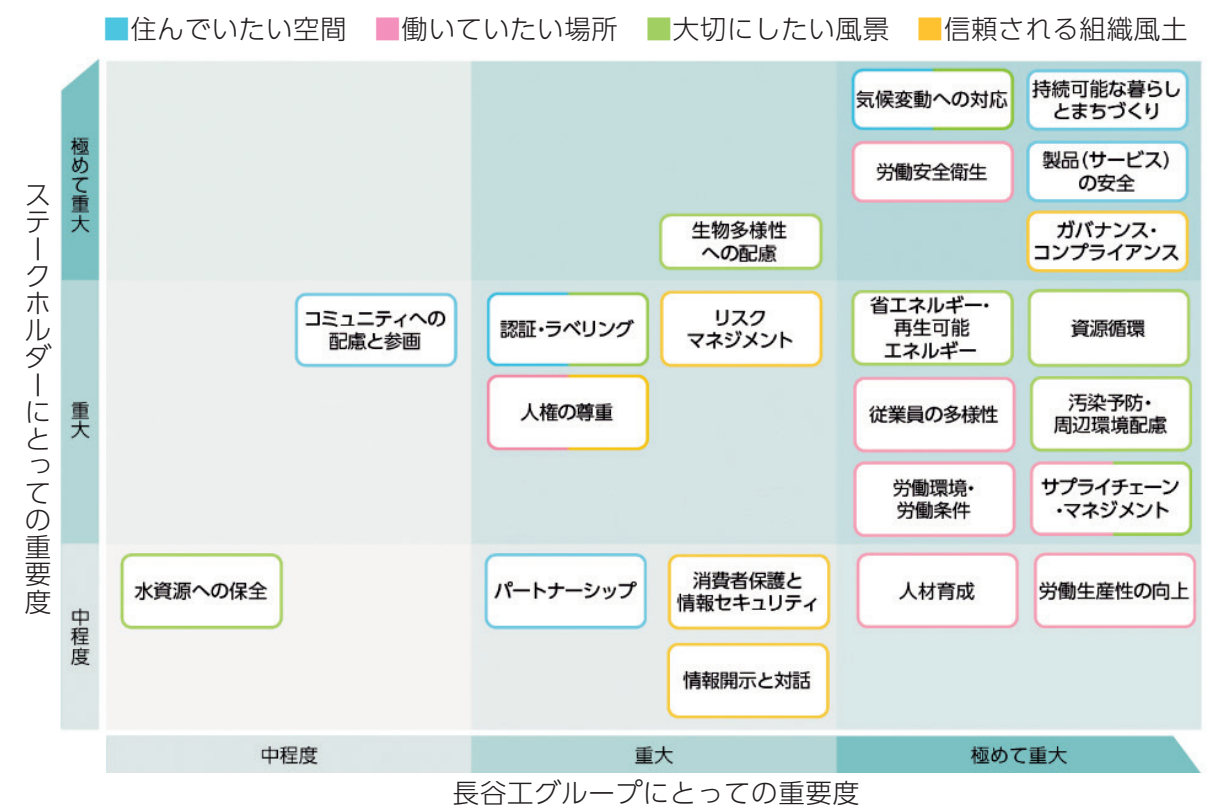 ■住んでいたい空間 ■働いていたい場所 ■大切にしたい風景 ■信頼される組織風土
ステークホルダーにとっての重要度
極めて重大
気候変動への対応
持続可能な暮らし
とまちづくり
労働安全衛生
製品(サービス)
の安全
生物多様性
への配慮
ガバナンス・
コンプライアンス
重大
コミュニティへの
配慮と参画
認証・ラベリング
リスク
マネジメント
省エネルギー・
再生可能
エネルギー
資源循環
人権の尊重
従業員の多様性
汚染予防・
周辺環境配慮
労働環境・
労働条件
サプライチェーン
・マネジメント
中程度
水資源への保全
パートナーシップ
消費者保護と
情報セキュリティ
人材育成
労働生産性の向上
情報開示と対話
中程度
重大
極めて重大
長谷工グループにとっての重要度